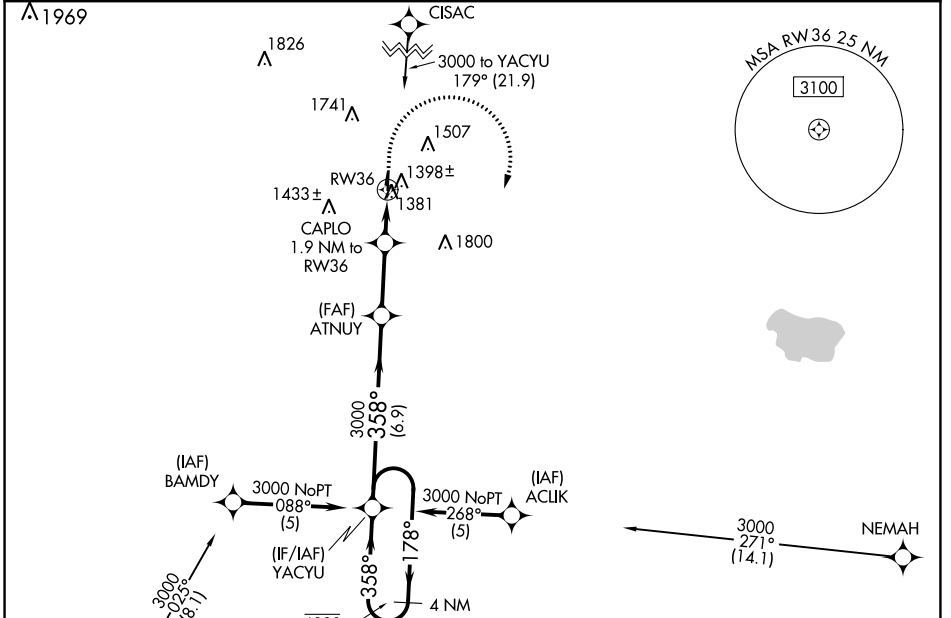 1969
CISAC
1826
3000 to YACYU
179° (21.9)
MSA RW36 25 NM
3100
1741
1507
RW36
1398±
1433±
1381
CAPLO
1.9 NM to
RW36
1800
(FAF)
ATNUY
3000
358°
(6.9)
(IAF)
BAMDY
3000 NoPT
088°
(5)
(IAF)
ACLIK
3000 NoPT
268°
(5)
(IF/IAF)
YACYU
358°
178°
4 NM
3000
271°
(14.1)
NEMAH
3000
025°